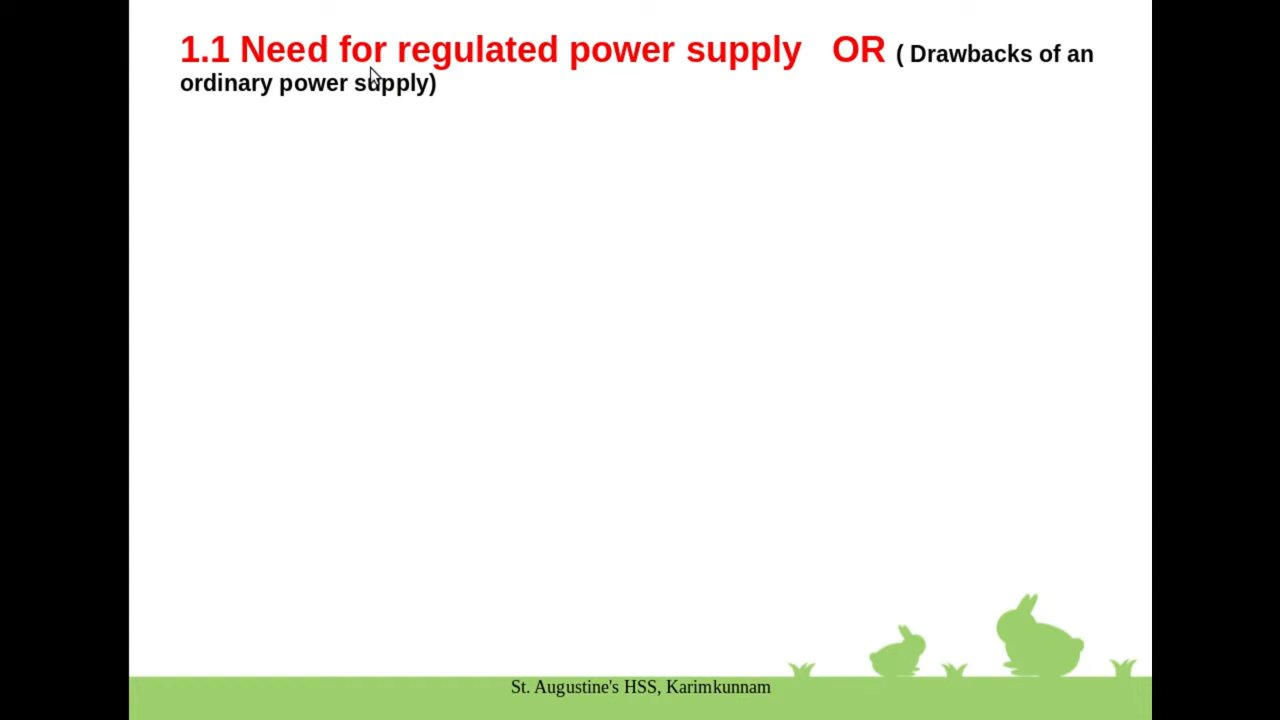 1.1 Need for regulated power supply OR ( Drawbacks of an
ordinary power supply)
St. Augustine's HSS, Karimkunnam